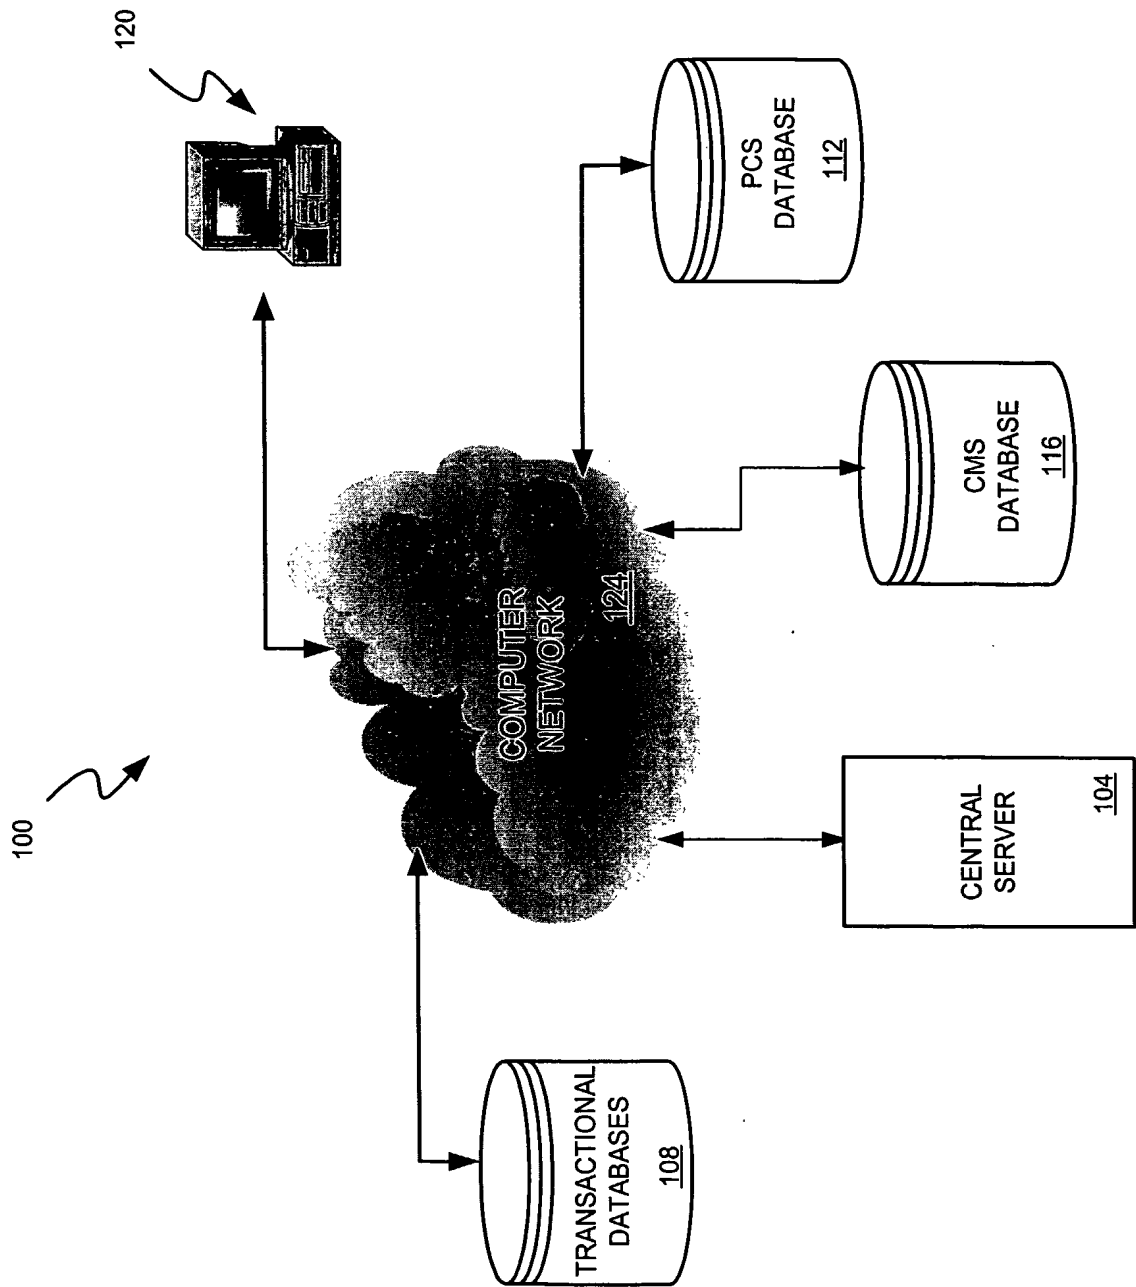 100
120
COMPUTER
NETWORK
124
TRANSACTIONAL
DATABASES
108
CENTRAL
SERVER
104
CMS
DATABASE
116
PCS
DATABASE
112